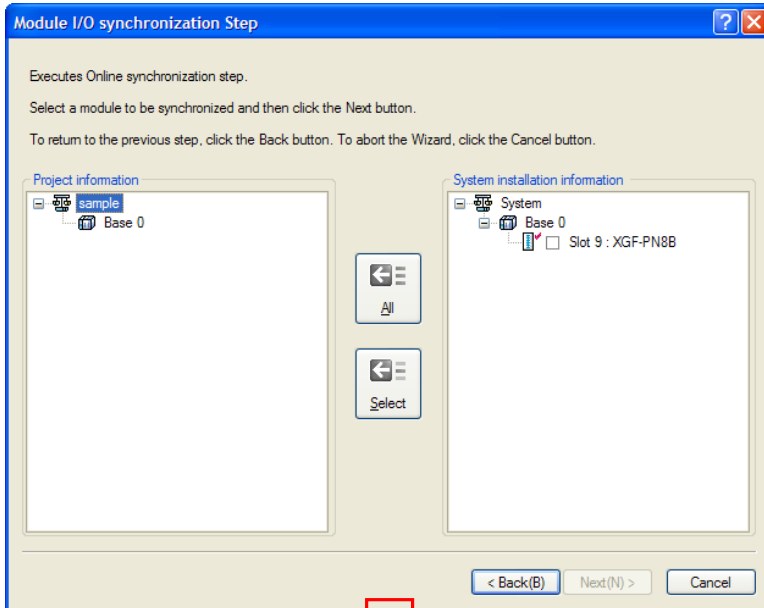 Module I/O synchronization Step
Executes Online synchronization step.
Select a module to be synchronized and then click the Next button.
To return to the previous step, click the Back button. To abort the Wizard, click the Cancel button.
Project information
sample
Base 0
All
Select
System installation information
System
Base 0
Slot 9 : XGF-PN8B
< Back(B)
Next(N) >
Cancel